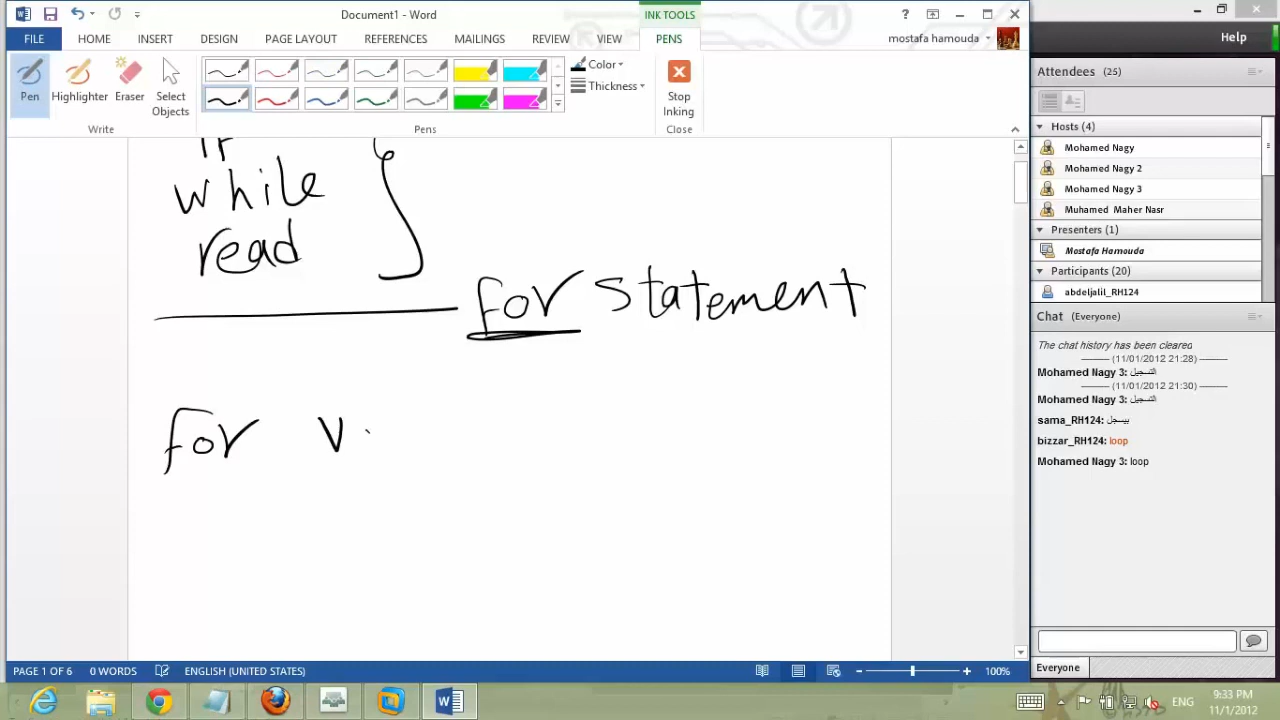 Document1 - Word
INK TOOLS
?
FILE
HOME
INSERT
DESIGN
PAGE LAYOUT
REFERENCES
MAILINGS
REVIEW
VIEW
PENS
mostafa hamouda
Help
Pen
Highlighter
Eraser
Select
Objects
Color
Thickness
Stop
Inking
Write
Pens
Close
Attendees (25)
Hosts (4)
Mohamed Nagy
Mohamed Nagy 2
Mohamed Nagy 3
Muhamed Maher Nasr
Presenters (1)
Mostafa Hamouda
Participants (20)
abdeljalil_RH124
if
while
read
for statement
for v
Chat (Everyone)
The chat history has been cleared
------- (11/01/2012 21:28) -------
Mohamed Nagy 3: التسجيل
------- (11/01/2012 21:30) -------
Mohamed Nagy 3: التسجيل
sama_RH124: بيسجل
bizzar_RH124: loop
Mohamed Nagy 3: loop
Everyone
PAGE 1 OF 6
0 WORDS
ENGLISH (UNITED STATES)
100%
ENG
9:33 PM
11/1/2012